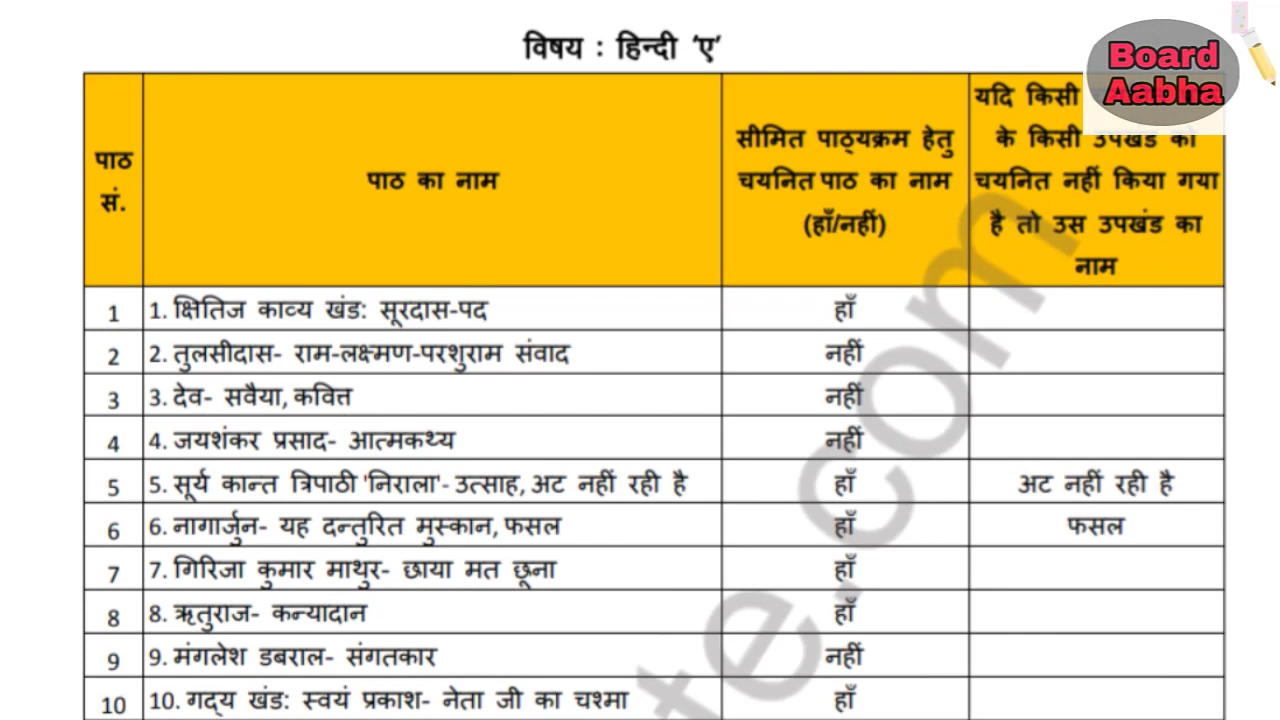 विषय : हिन्दी ‘ए’
Board
Aabha
पाठ
सं.
पाठ का नाम
सीमित पाठ्यक्रम हेतु
चयनित पाठ का नाम
(हाँ/नहीं)
यदि किसी
के किसी उपखंड को
चयनित नहीं किया गया
है तो उस उपखंड का
नाम
1 1. क्षितिज काव्य खंड: सूरदास-पद हाँ
2 2. तुलसीदास- राम-लक्ष्मण-परशुराम संवाद नहीं
3 3. देव- सवैया, कवित्त नहीं
4 4. जयशंकर प्रसाद- आत्मकथ्य नहीं
5 5. सूर्य कान्त त्रिपाठी 'निराला'- उत्साह, अट नहीं रही है हाँ अट नहीं रही है
6 6. नागार्जुन- यह दन्तुरित मुस्कान, फसल हाँ फसल
7 7. गिरिजा कुमार माथुर- छाया मत छूना हाँ
8 8. ऋतुराज- कन्यादान हाँ
9 9. मंगलेश डबराल- संगतकार नहीं
10 10. गद्य खंड: स्वयं प्रकाश- नेता जी का चश्मा हाँ
te.com